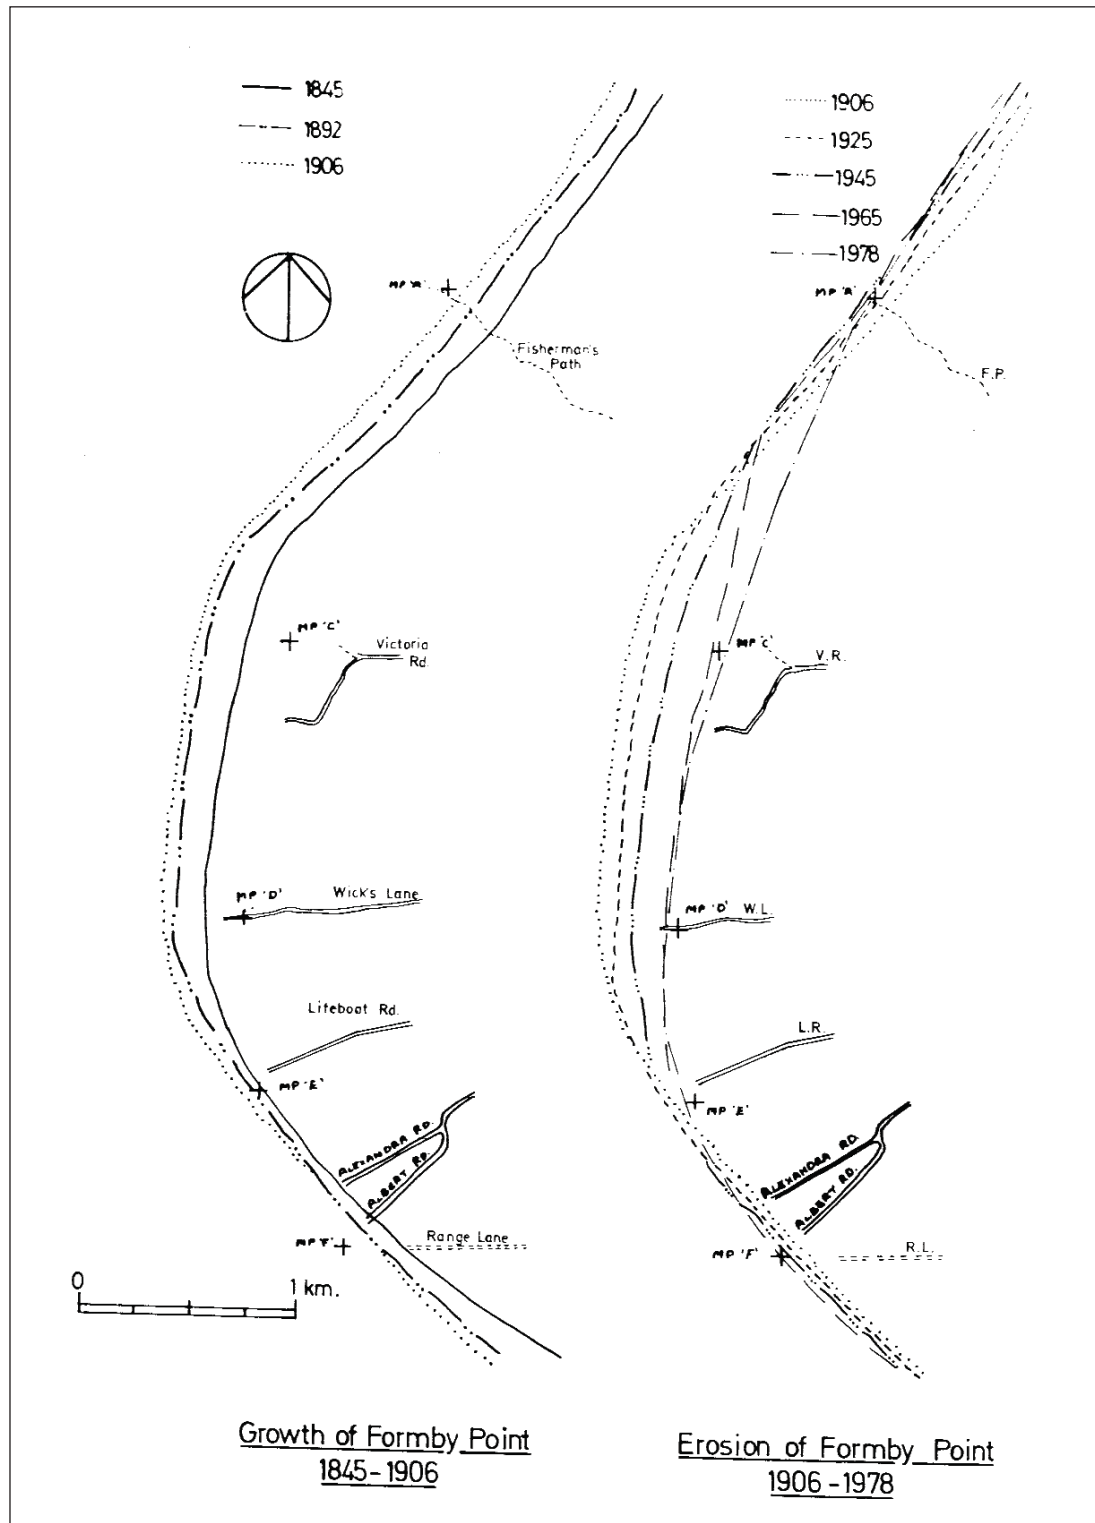 1845
1892
1906
MP 'A'
Fisherman's
Path
MP 'C'
Victoria
Rd.
MP 'D'
Wick's Lane
Lifeboat Rd.
MP 'E'
ALEXANDRA RD.
ALBERT RD.
MP 'F'
Range Lane
0
1 km.
Growth of Formby Point
1845-1906
1906
1925
1945
1965
1978
MP 'A'
F.P.
MP 'C'
V.R.
MP 'D'
W.L.
L.R.
MP 'E'
ALEXANDRA RD.
ALBERT RD.
MP 'F'
R.L.
Erosion of Formby Point
1906-1978